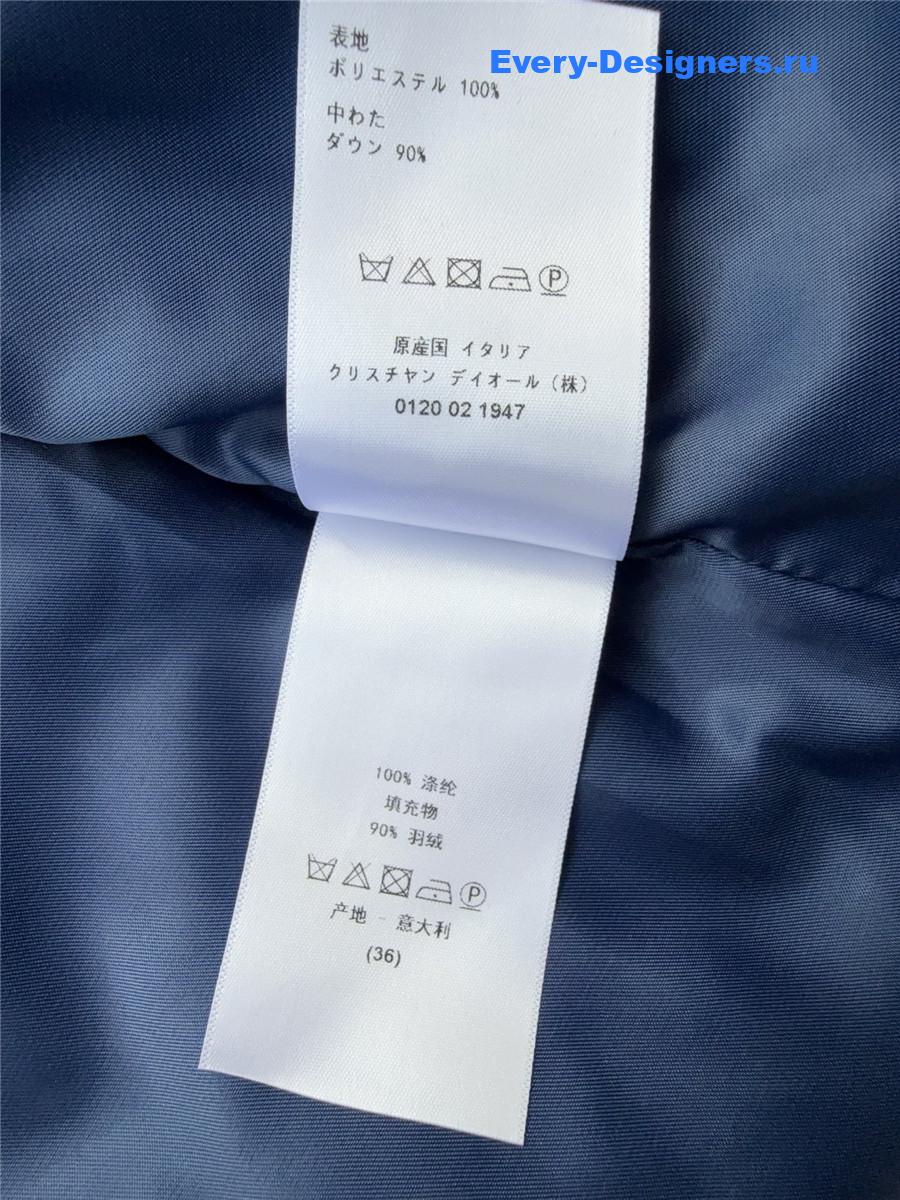 Every-Designers.ru
表地
ポリエステル 100%
中わた
ダウン 90%
原産国 イタリア
クリスチャン デイオール（株）
0120 02 1947
100% 涤纶
填充物
90% 羽绒
产地 - 意大利
(36)